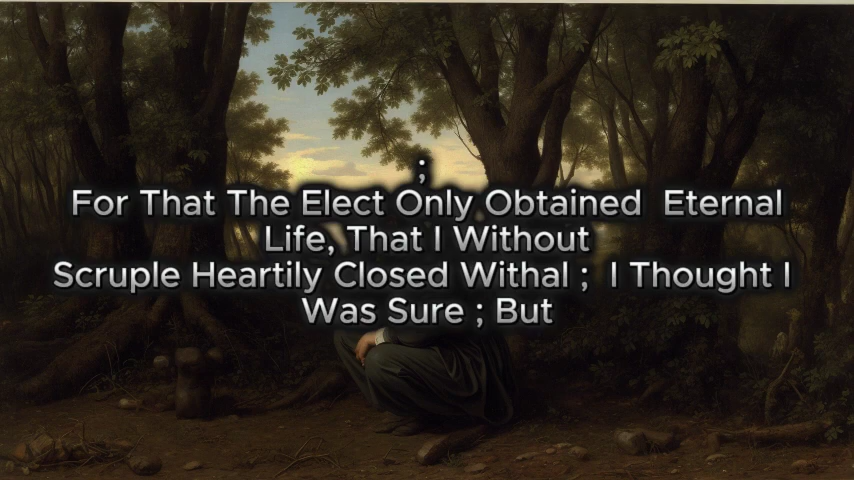 ;
For That The Elect Only Obtained  Eternal
Life, That I Without
Scruple Heartily Closed Withal ;  I Thought I
Was Sure ; But